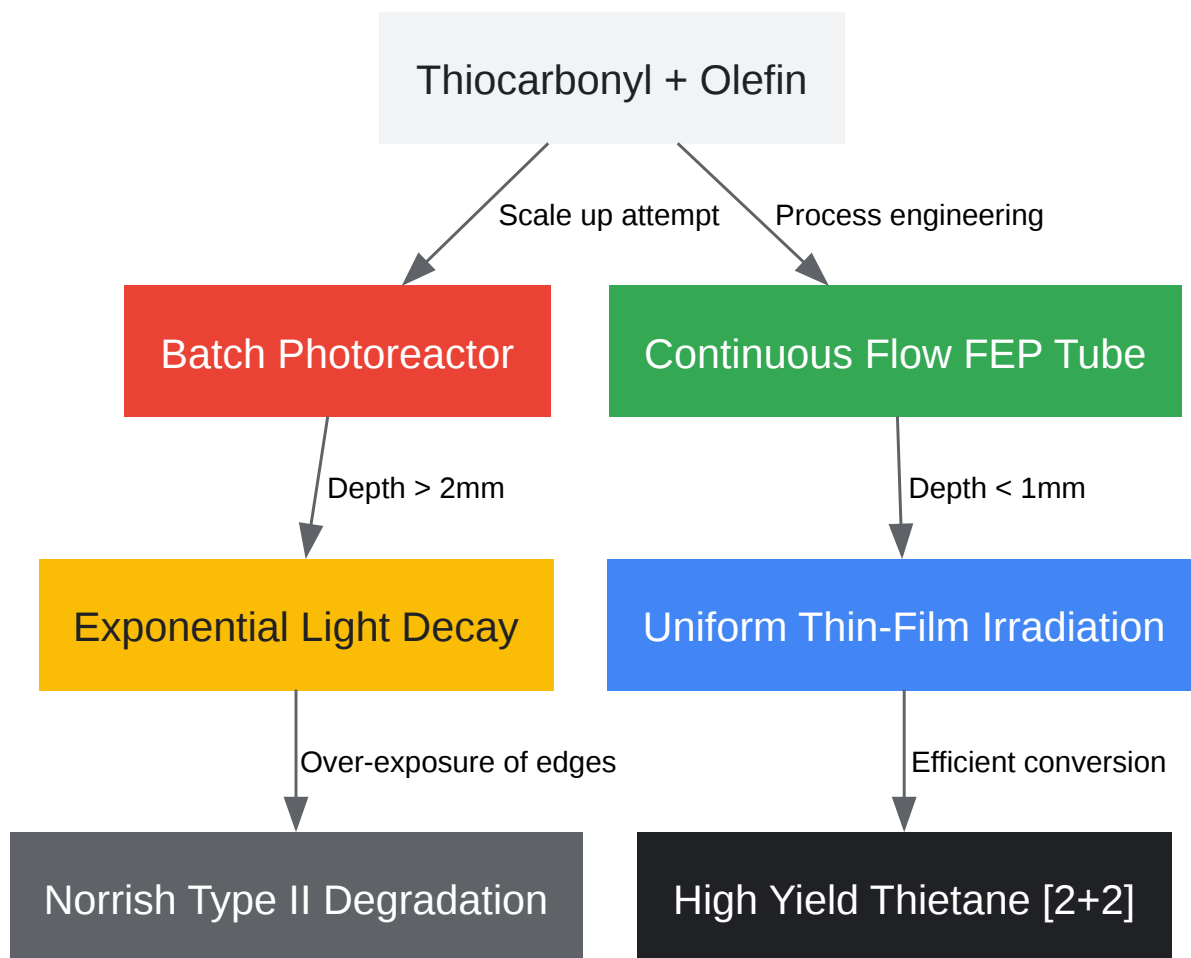 Thiocarbonyl + Olefin
Scale up attempt
Process engineering
Batch Photoreactor
Continuous Flow FEP Tube
Depth > 2mm
Depth < 1mm
Exponential Light Decay
Uniform Thin-Film Irradiation
Over-exposure of edges
Efficient conversion
Norrish Type II Degradation
High Yield Thietane [2+2]